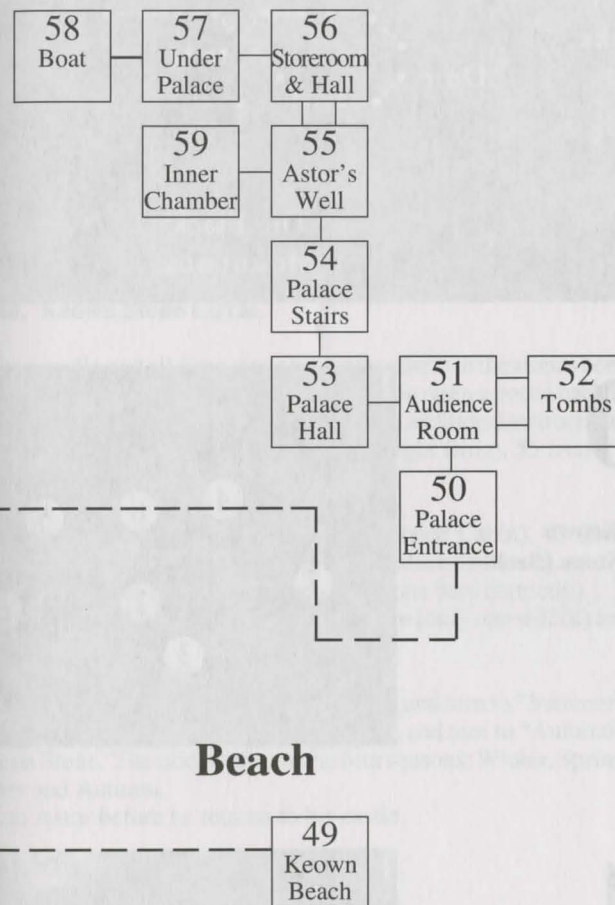 58
Boat
57
Under
Palace
56
Storeroom
& Hall
59
Inner
Chamber
55
Astor's
Well
54
Palace
Stairs
53
Palace
Hall
51
Audience
Room
52
Tombs
50
Palace
Entrance
Beach
49
Keown
Beach